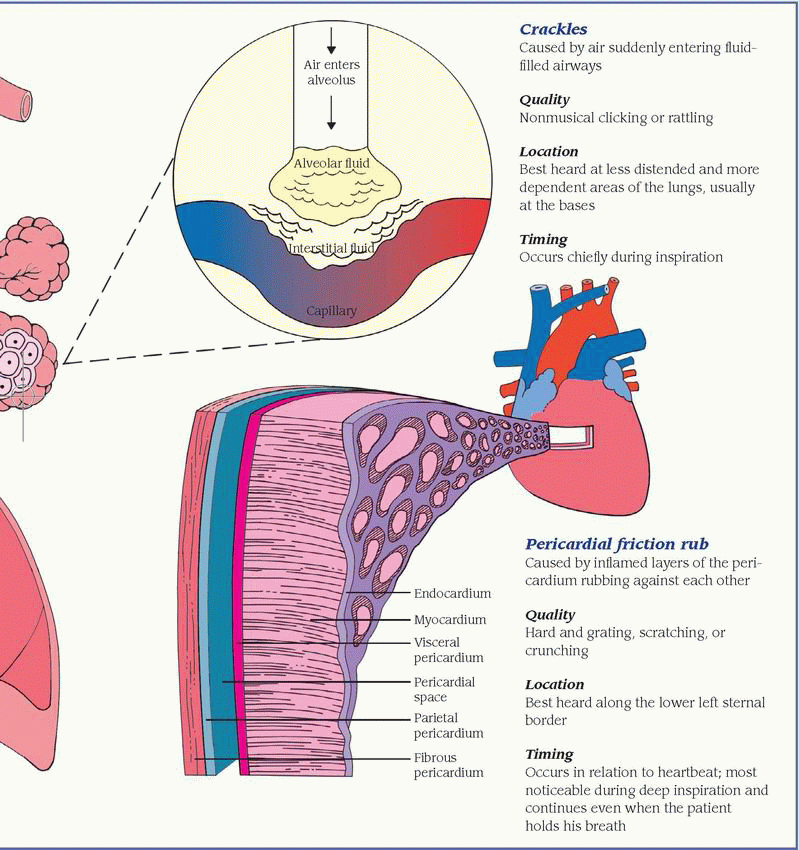 Air enters
alveolus
Alveolar fluid
Interstitial fluid
Capillary
Crackles
Caused by air suddenly entering fluid-
filled airways
Quality
Nonmusical clicking or rattling
Location
Best heard at less distended and more
dependent areas of the lungs, usually
at the bases
Timing
Occurs chiefly during inspiration
Endocardium
Myocardium
Visceral
pericardium
Pericardial
space
Parietal
pericardium
Fibrous
pericardium
Pericardial friction rub
Caused by inflamed layers of the peri-
cardium rubbing against each other
Quality
Hard and grating, scratching, or
crunching
Location
Best heard along the lower left sternal
border
Timing
Occurs in relation to heartbeat; most
noticeable during deep inspiration and
continues even when the patient
holds his breath